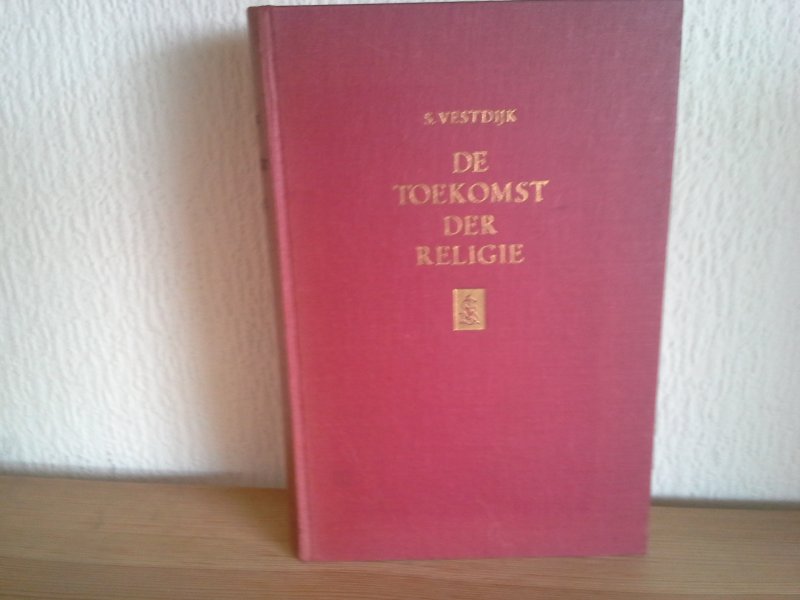 S. VESTDIJK
DE
TOEKOMST
DER
RELIGIE